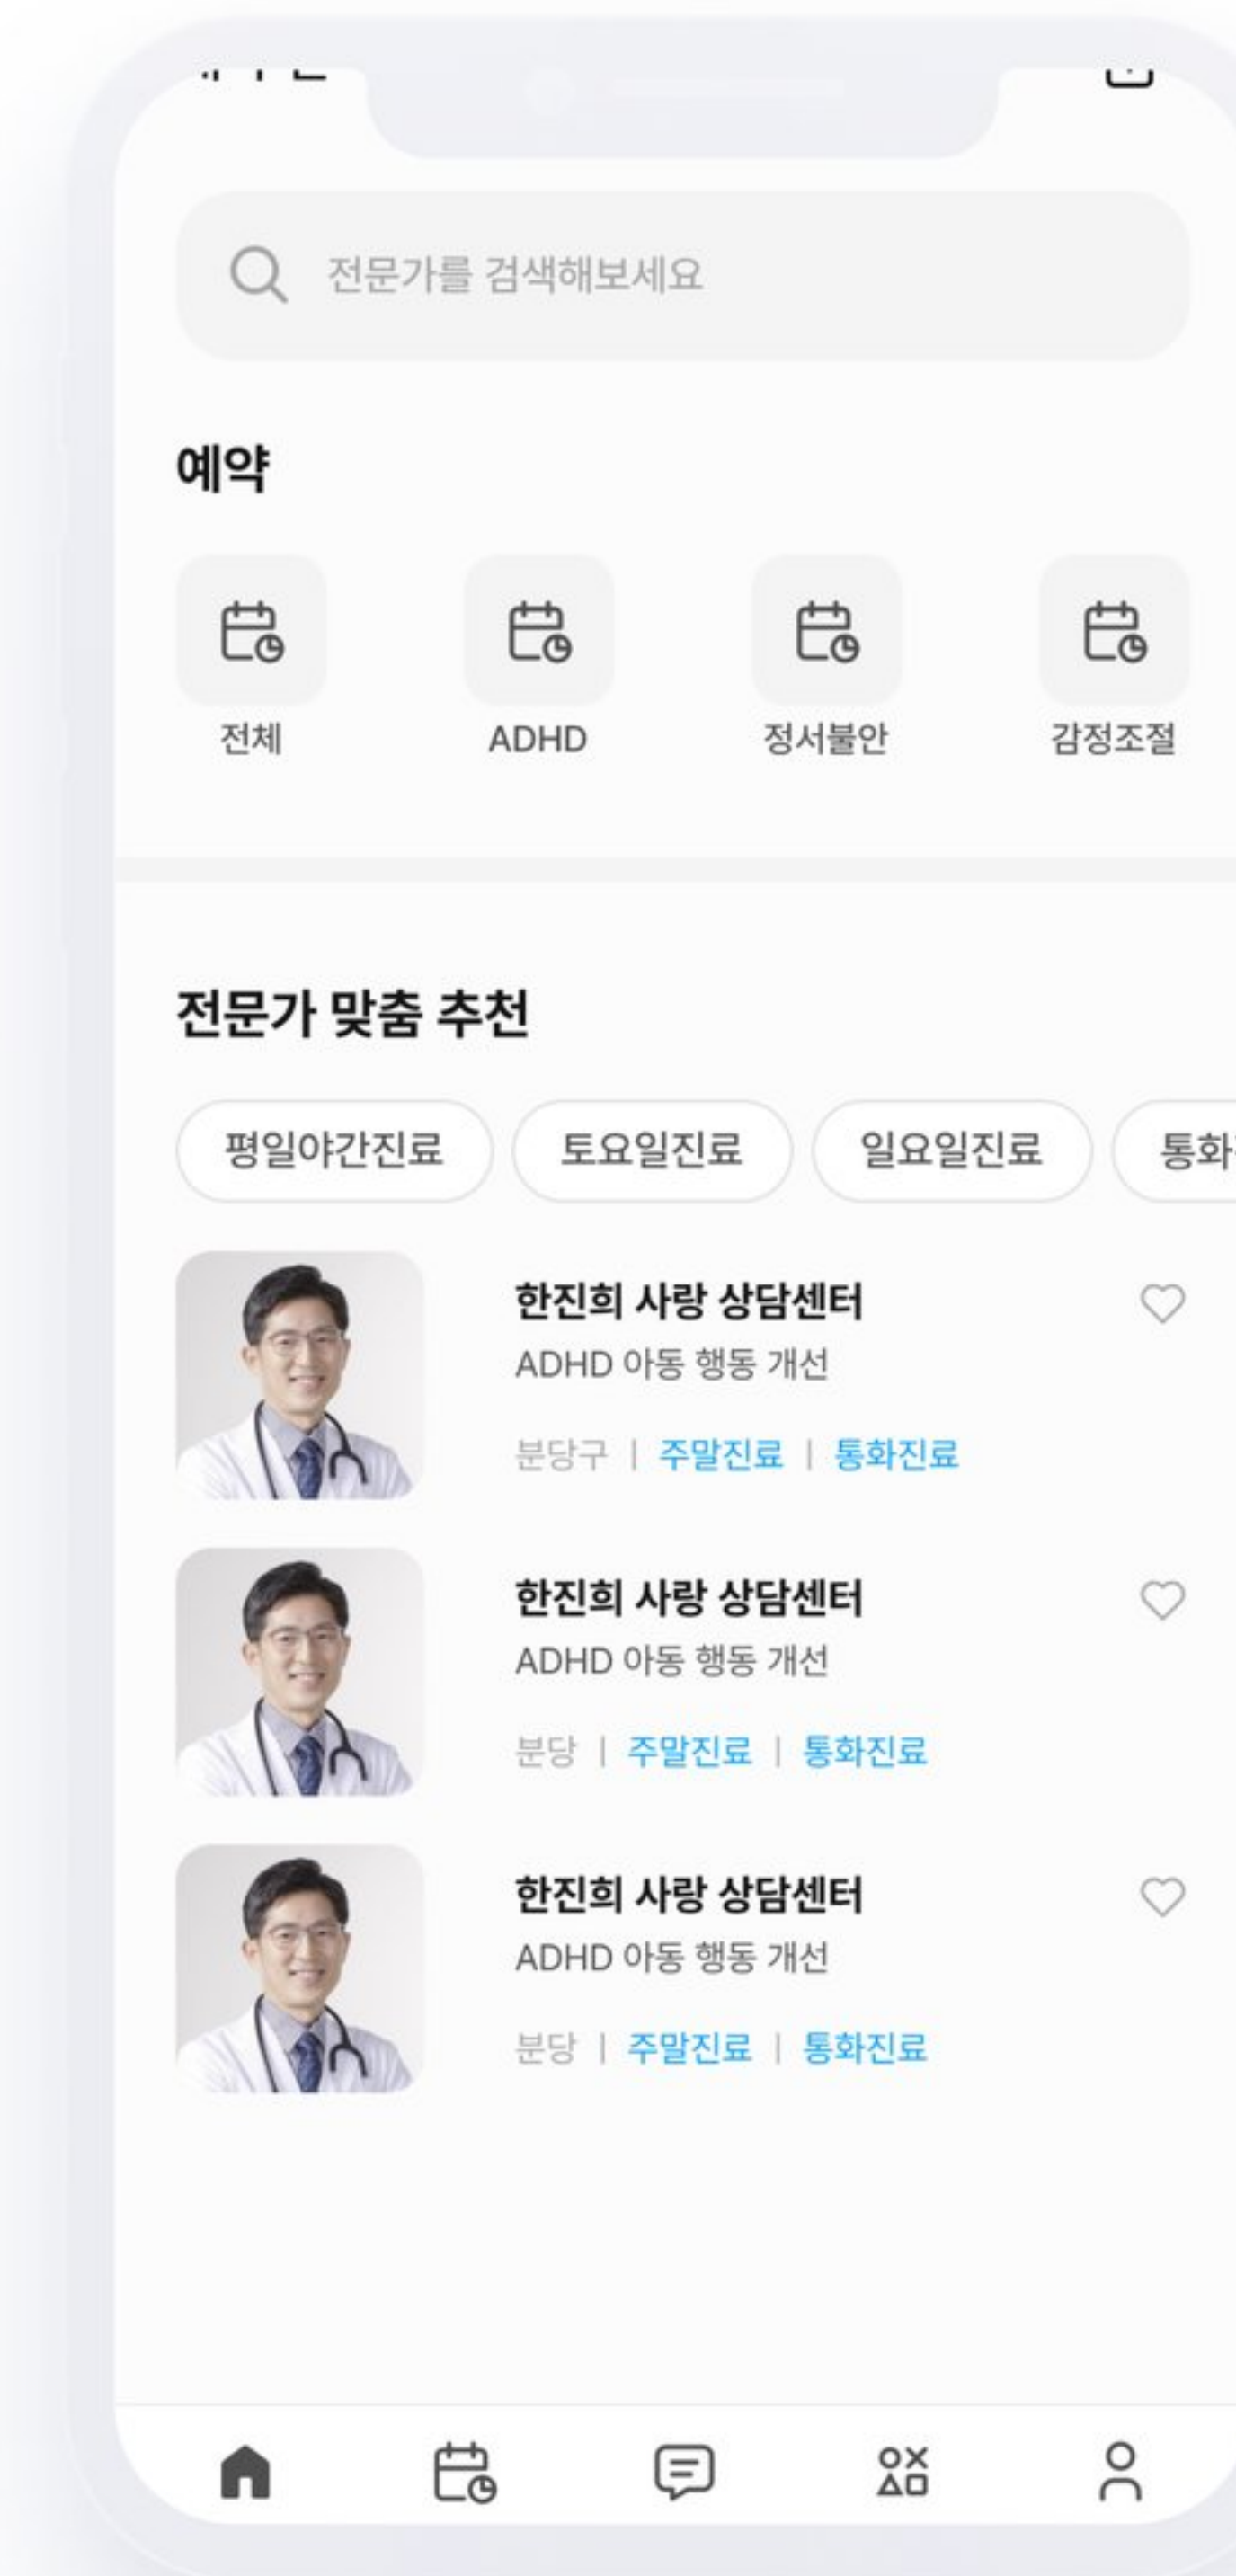 전문가를 검색해보세요
예약
전체 ADHD 정서불안 감정조절
전문가 맞춤 추천
평일야간진료 토요일진료 일요일진료 통화
한진희 사랑 상담센터
ADHD 아동 행동 개선
분당구 | 주말진료 | 통화진료
한진희 사랑 상담센터
ADHD 아동 행동 개선
분당 | 주말진료 | 통화진료
한진희 사랑 상담센터
ADHD 아동 행동 개선
분당 | 주말진료 | 통화진료